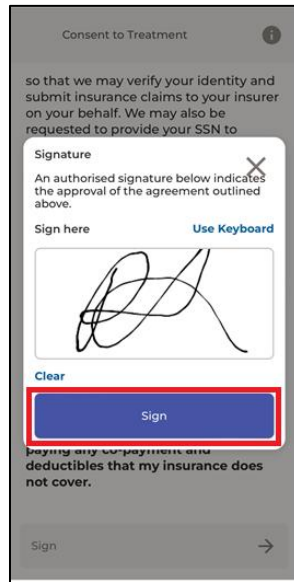 Consent to Treatment
so that we may verify your identity and
submit insurance claims to your insurer
on your behalf. We may also be
requested to provide your SSN to
Signature
An authorised signature below indicates
the approval of the agreement outlined
above.
Sign here Use Keyboard
Clear
Sign
paying any co-payment and
deductibles that my insurance does
not cover.
Sign